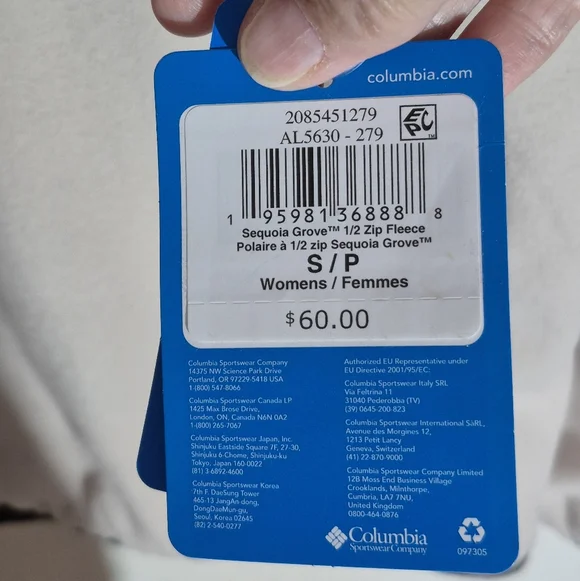 columbia.com
2085451279
AL5630 - 279
EPC
1 95981 36888 8
Sequoia Grove™ 1/2 Zip Fleece
Polaire à 1/2 zip Sequoia Grove™
S / P
Womens / Femmes
$60.00
Columbia Sportswear Company
14375 NW Science Park Drive
Portland, OR 97229-5418 USA
1-(800) 547-8066
Columbia Sportswear Canada LP
1425 Max Brose Drive,
London, ON, Canada N6N 0A2
1-(800) 265-7067
Columbia Sportswear Japan, Inc.
Shinjuku Eastside Square 7F, 27-30,
Shinjuku 6-Chome, Shinjuku-ku
Tokyo, Japan 160-0022
(81) 3-6892-4600
Columbia Sportswear Korea
7th F. DaeSung Tower
465-13 JangAn dong,
DongDaeMun-gu,
Seoul, Korea 02645
(82) 2-540-0277
Authorized EU Representative under
EU Directive 2001/95/EC:
Columbia Sportswear Italy SRL
Via Feltrina 11
31040 Pederobba (TV)
(39) 0645-200-823
Columbia Sportswear International SàRL,
Avenue des Morgines 12,
1213 Petit Lancy
Geneva, Switzerland
(41) 22-870-9000
Columbia Sportswear Company Limited
12B Moss End Business Village
Crooklands, Milnthorpe,
Cumbria, LA7 7NU,
United Kingdom
0800-464-0876
Columbia
Sportswear Company
097305